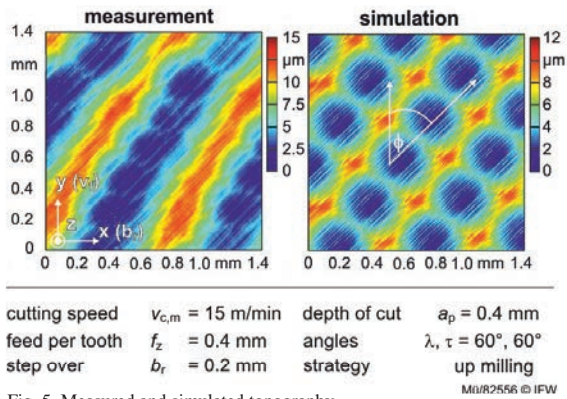 measurement
simulation
1.4
mm
1.0
0.8
0.6
0.4
0.2
0
y (vf)
z
x (br)
0 0.2 0.4 0.6 0.8 1.0 mm 1.4
15
μm
10
7.5
5
2.5
0
ϕ
0 0.2 0.4 0.6 0.8 1.0 mm 1.4
12
μm
8
6
4
2
0
cutting speed vc,m = 15 m/min depth of cut ap = 0.4 mm
feed per tooth fz = 0.4 mm angles λ, τ = 60°, 60°
step over br = 0.2 mm strategy up milling
Mü/82556 © IFW
Fig. 5. Measured and simulated topography